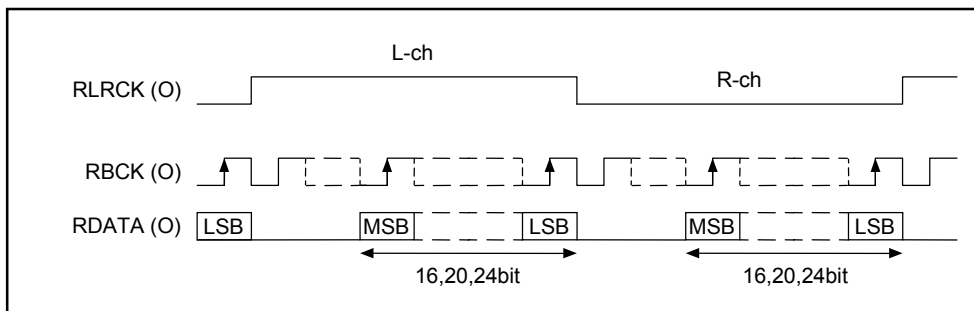 L-ch
R-ch
RLRCK (O)
RBCK (O)
RDATA (O)
LSB
MSB
LSB
MSB
LSB
16,20,24bit
16,20,24bit